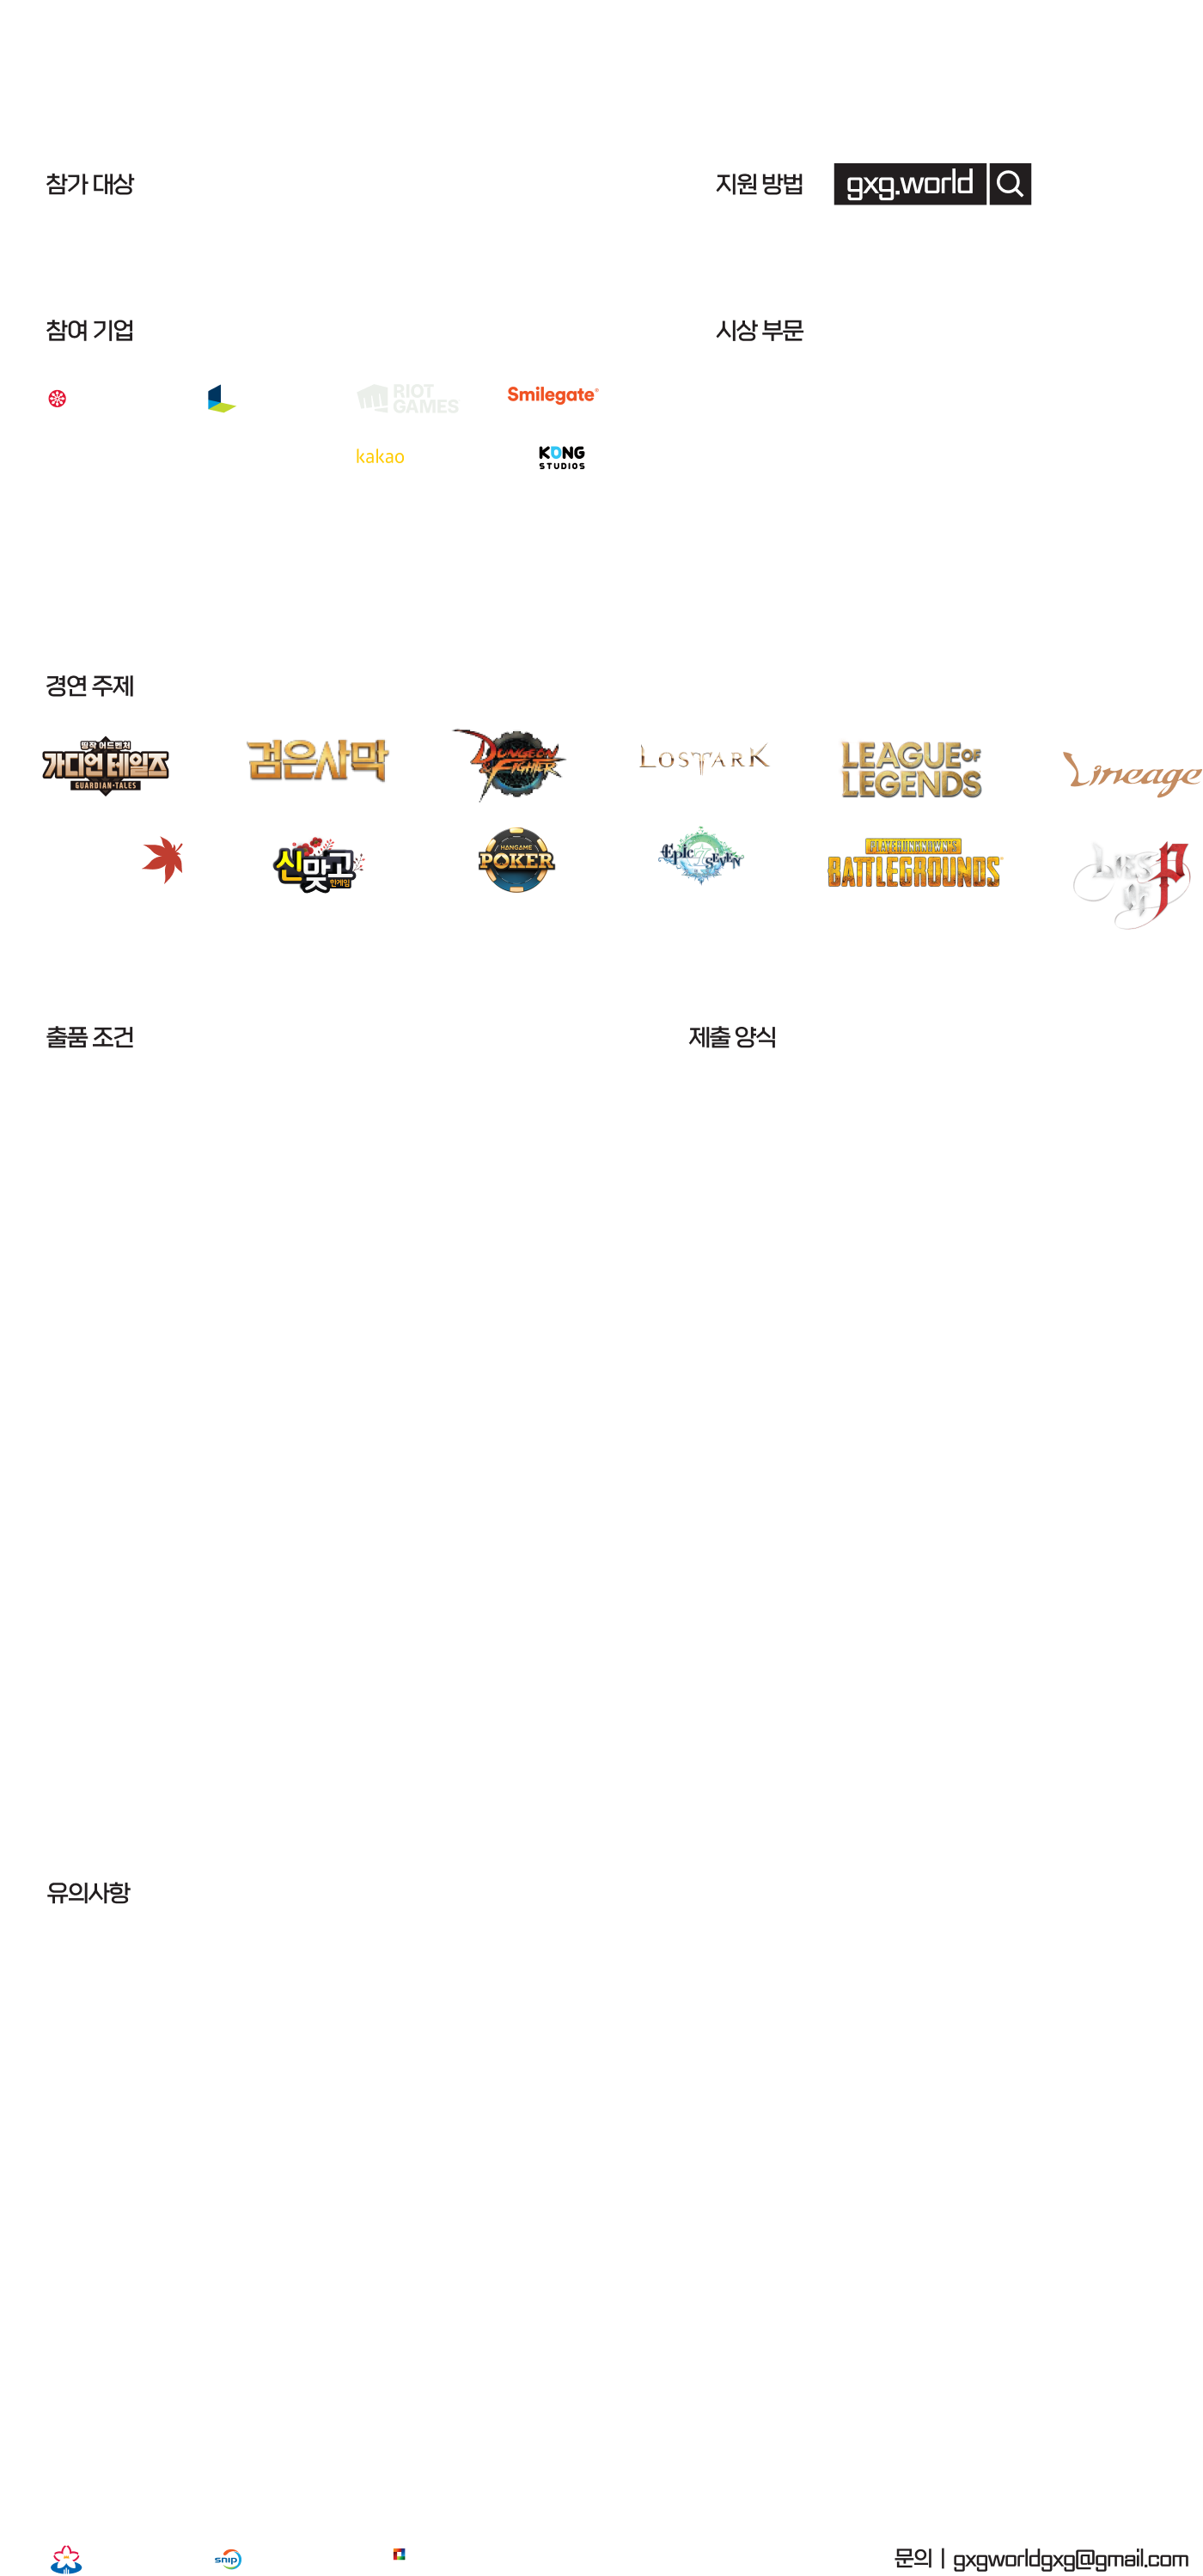 참가 대상
지원 방법 gxg.world
참여 기업
시상 부문
RIOT GAMES
Smilegate
kakao
KONG STUDIOS
경연 주제
가디언 테일즈
GUARDIAN TALES
검은사막
DUNGEON & FIGHTER
LOSTARK
LEAGUE OF LEGENDS
Lineage
신맞고
한게임
HANGAME POKER
Epic SEVEN
PLAYERUNKNOWN'S
BATTLEGROUNDS
LIES OF P
출품 조건
제출 양식
유의사항
snip
문의 | gxgworldgxg@gmail.com